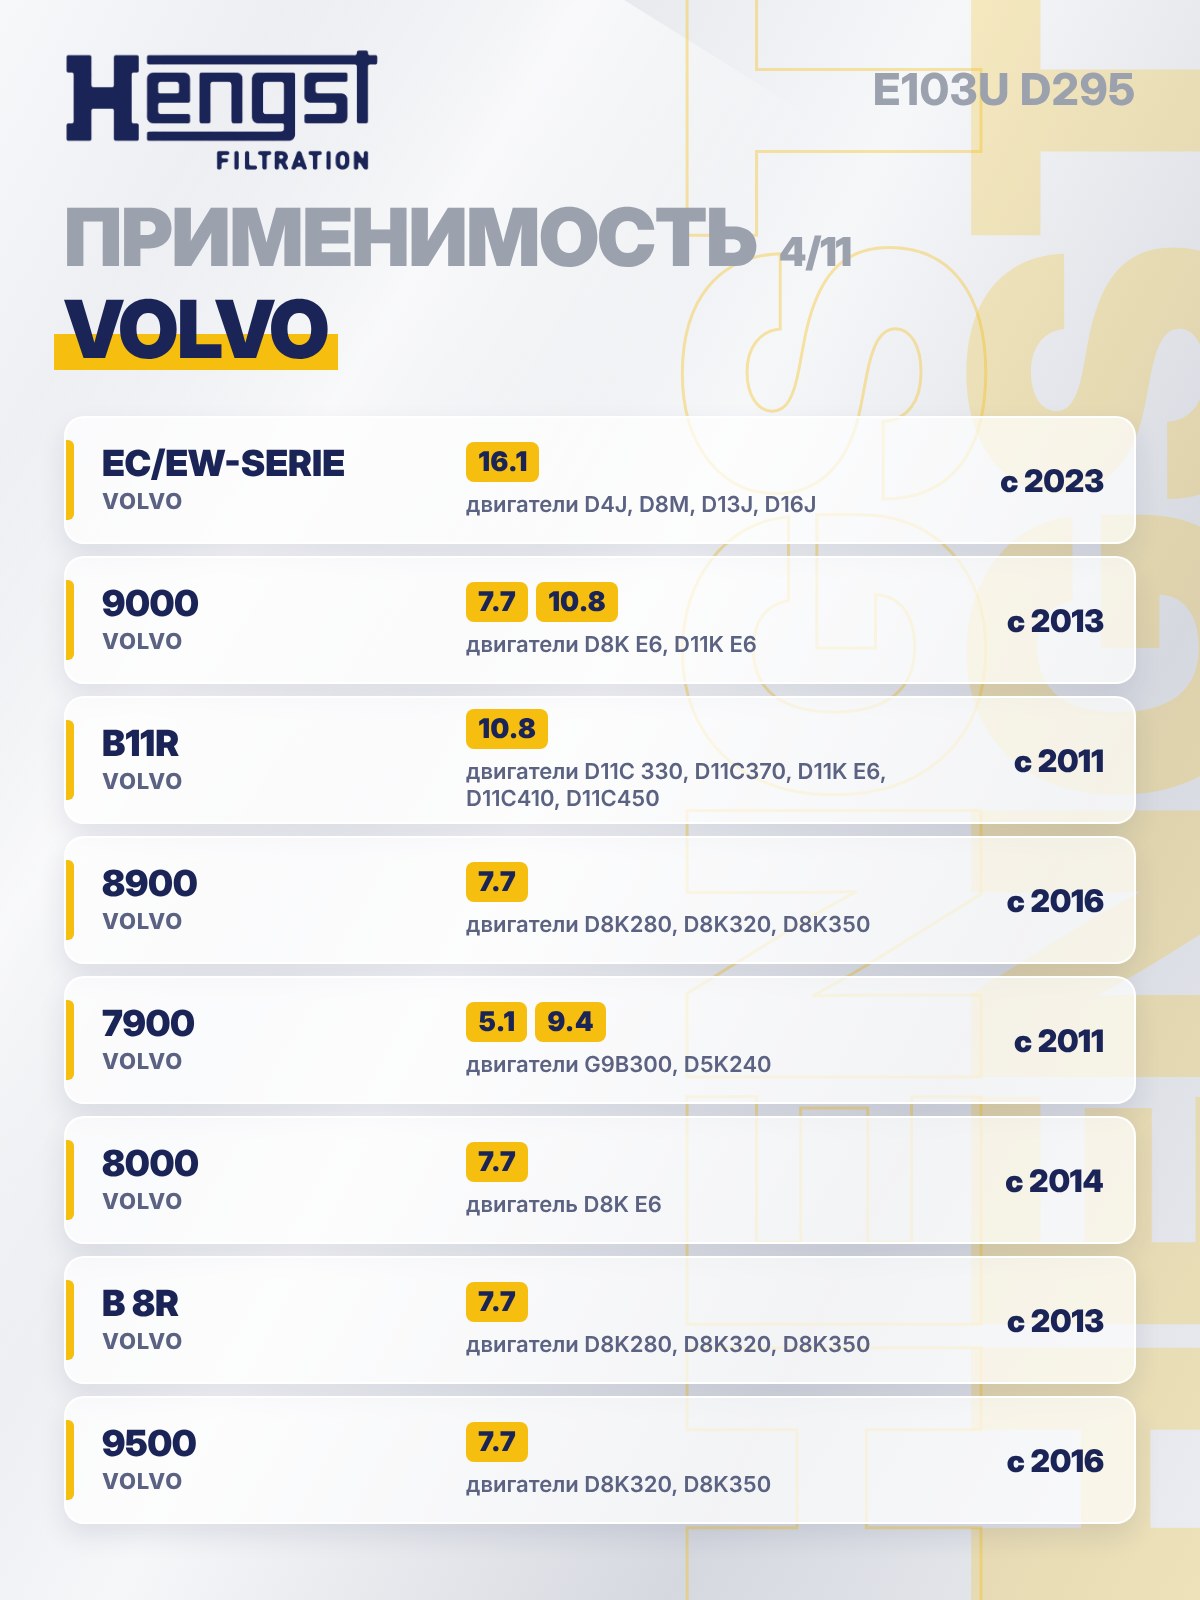 Hengst
FILTRATION
E103U D295
ПРИМЕНИМОСТЬ 4/11
VOLVO
EC/EW-SERIE
VOLVO
16.1
двигатели D4J, D8M, D13J, D16J
с 2023
9000
VOLVO
7.7 10.8
двигатели D8K E6, D11K E6
с 2013
B11R
VOLVO
10.8
двигатели D11C 330, D11C370, D11K E6,
D11C410, D11C450
с 2011
8900
VOLVO
7.7
двигатели D8K280, D8K320, D8K350
с 2016
7900
VOLVO
5.1 9.4
двигатели G9B300, D5K240
с 2011
8000
VOLVO
7.7
двигатель D8K E6
с 2014
B 8R
VOLVO
7.7
двигатели D8K280, D8K320, D8K350
с 2013
9500
VOLVO
7.7
двигатели D8K320, D8K350
с 2016
HENGST
HENGST